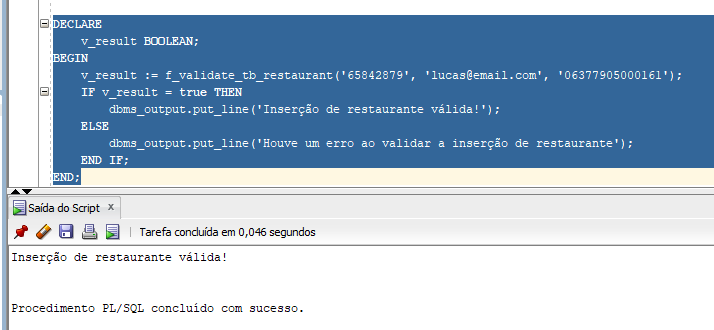 DECLARE
v_result BOOLEAN;
BEGIN
v_result := f_validate_tb_restaurant('65842879', 'lucas@email.com', '06377905000161');
IF v_result = true THEN
dbms_output.put_line('Inserção de restaurante válida!');
ELSE
dbms_output.put_line('Houve um erro ao validar a inserção de restaurante');
END IF;
END;
Saída do Script x
Tarefa concluída em 0,046 segundos
Inserção de restaurante válida!
Procedimento PL/SQL concluído com sucesso.